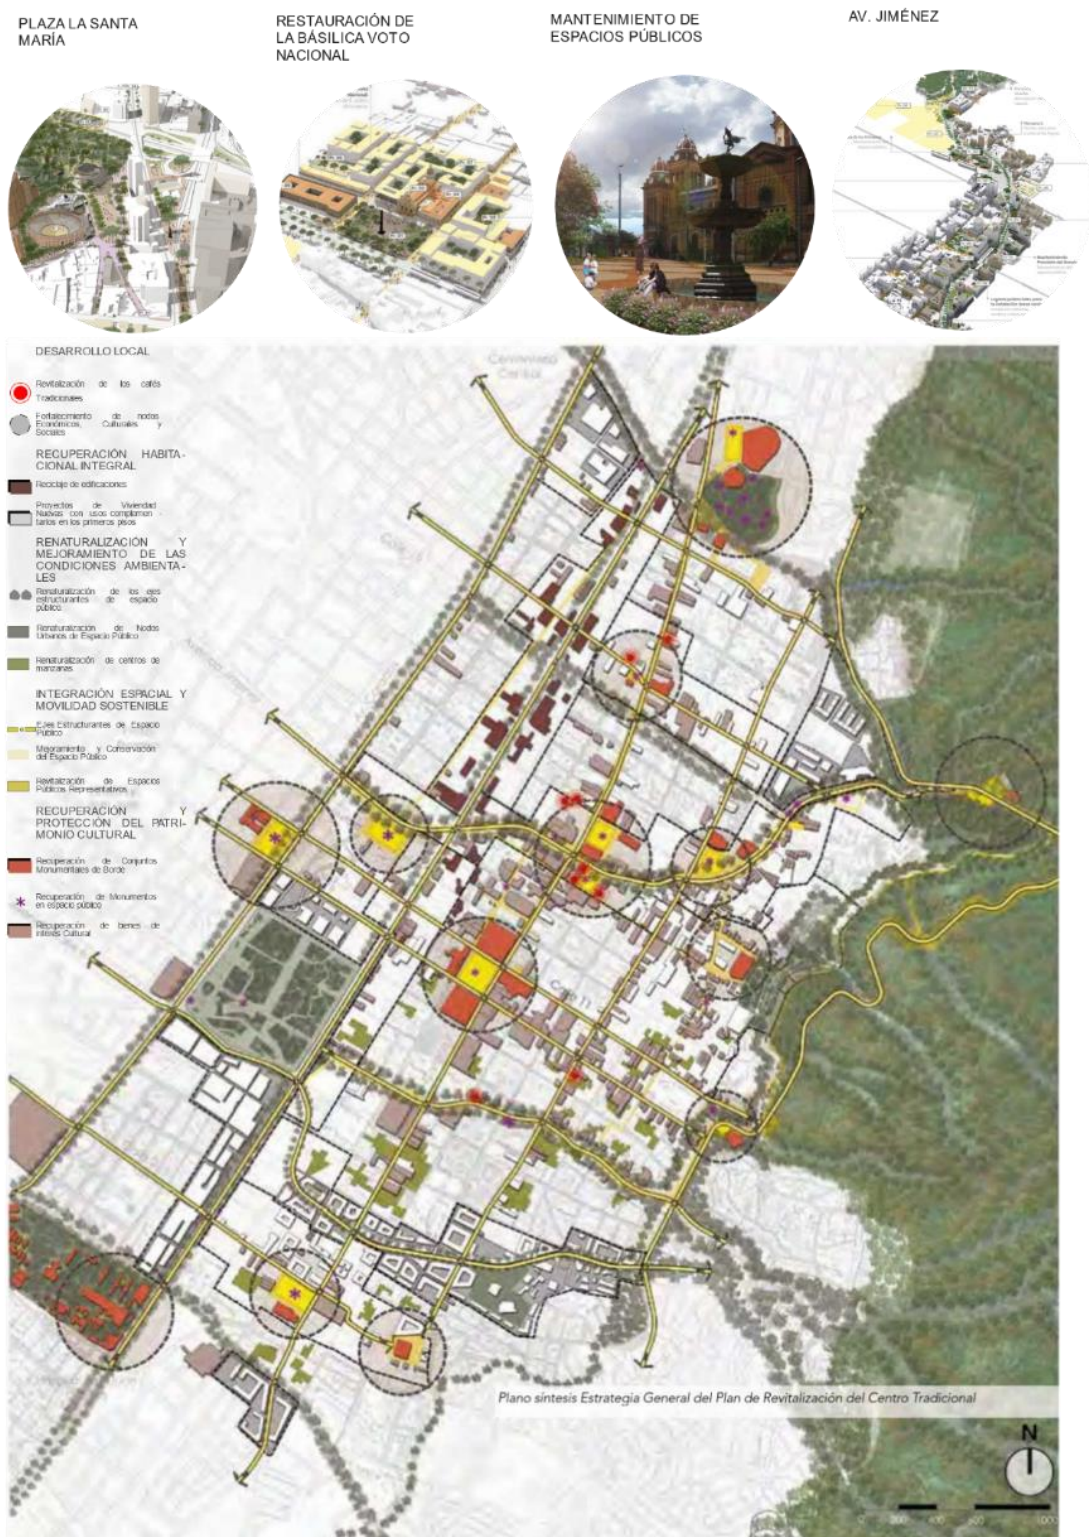 PLAZA LA SANTA
MARÍA
RESTAURACIÓN DE
LA BÁSILICA VOTO
NACIONAL
MANTENIMIENTO DE
ESPACIOS PÚBLICOS
AV. JIMÉNEZ
DESARROLLO LOCAL
Revitalización de los cafés
Tradicionales
Fortalecimiento de nodos
Económicos, Culturales y
Sociales
RECUPERACIÓN HABITA-
CIONAL INTEGRAL
Reciclaje de edificaciones
Proyectos de Viviendad
Nuevas con usos complemen -
tarios en los primeros pisos
RENATURALIZACIÓN Y
MEJORAMIENTO DE LAS
CONDICIONES AMBIENTA-
LES
Renaturalización de los ejes
estructurantes de espacio
público
Renaturalización de Nodos
Urbanos de Espacio Público
Renaturalización de centros de
manzanas
INTEGRACIÓN ESPACIAL Y
MOVILIDAD SOSTENIBLE
Ejes Estructurantes de Espacio
Público
Mejoramiento y Conservación
del Espacio Público
Revitalización de Espacios
Públicos Representativos
RECUPERACIÓN Y
PROTECCIÓN DEL PATRI-
MONIO CULTURAL
Recuperación de Conjuntos
Monumentales de Borde
Recuperación de Monumentos
en espacio público
Recuperación de bienes de
interés Cultural
Cementerio
Central
Calle 11
Plano síntesis Estrategia General del Plan de Revitalización del Centro Tradicional
N